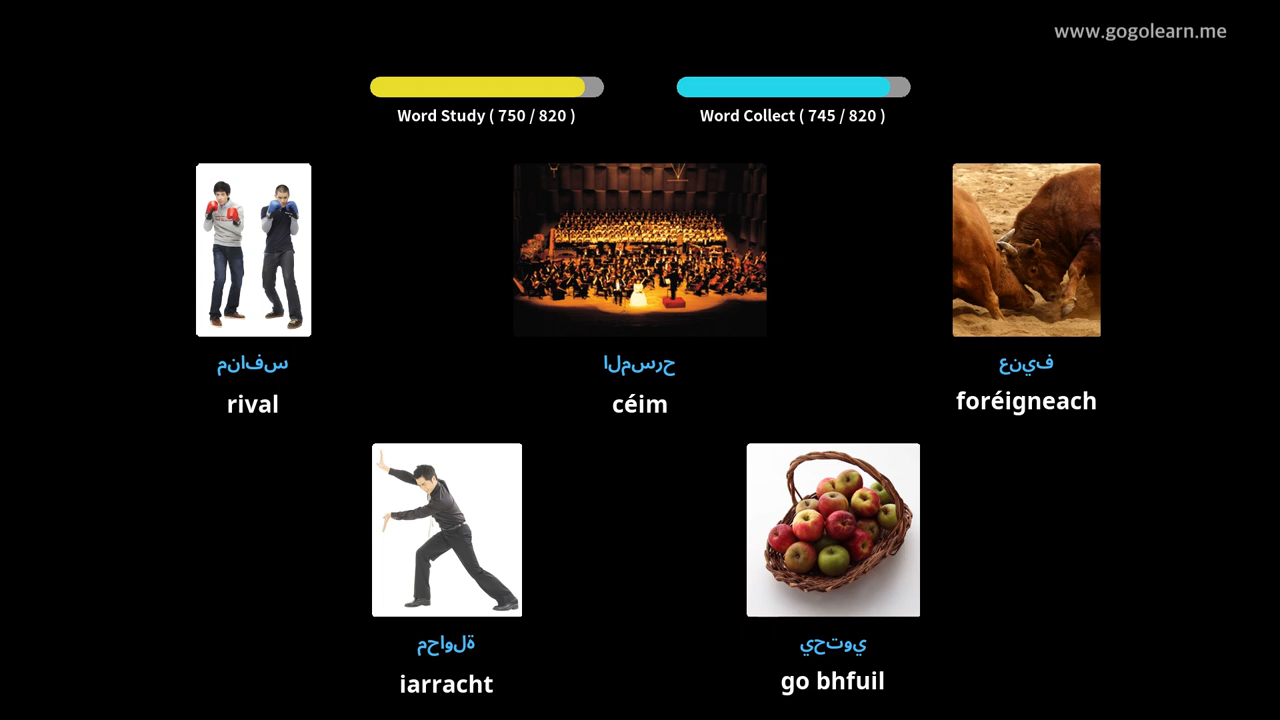 www.gogolearn.me
Word Study ( 750 / 820 )
Word Collect ( 745 / 820 )
منافس
المسرح
عنيف
rival
céim
foréigneach
محاولة
يحتوي
iarracht
go bhfuil